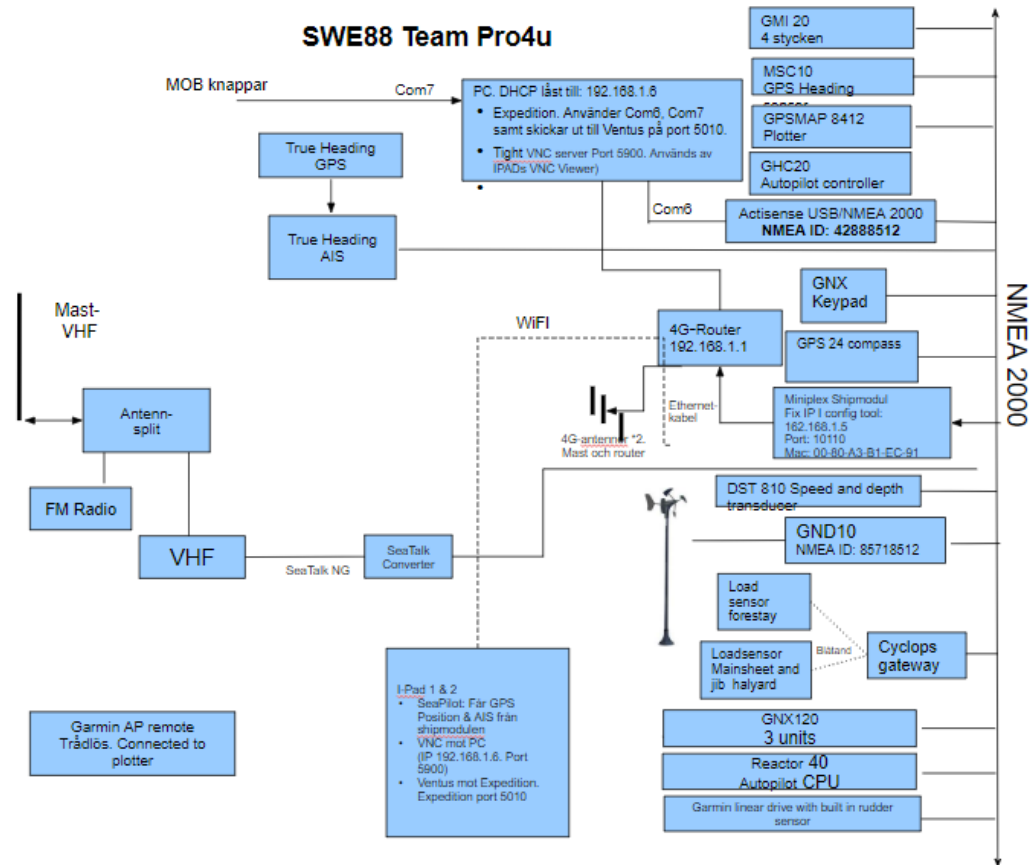 SWE88 Team Pro4u
GMI 20
4 stycken
MSC10
GPS Heading
GPSMAP 8412
Plotter
GHC20
Autopilot controller
MOB knappar
Com7
PC. DHCP låst till: 192.168.1.6
• Expedition. Använder Com6, Com7
samt skickar ut till Ventus på port 5010.
• Tight VNC server Port 5900. Används av
IPADs VNC Viewer)
•
True Heading
GPS
Com6
Actisense USB/NMEA 2000
NMEA ID: 42888512
True Heading
AIS
NMEA 2000
GNX
Keypad
Mast-
VHF
WiFI
4G-Router
192.168.1.1
GPS 24 compass
Ethernet-
kabel
Miniplex Shipmodul
Fix IP I config tool:
162.168.1.5
Port: 10110
Mac: 00-80-A3-B1-EC-91
Antenn-
split
4G-antenner *2.
Mast och router
FM Radio
DST 810 Speed and depth
transducer
GND10
NMEA ID: 85718512
VHF
SeaTalk NG
SeaTalk
Converter
Load
sensor
forestay
Blåtand
Cyclops
gateway
Loadsensor
Mainsheet and
jib halyard
I-Pad 1 & 2
• SeaPilot: Får GPS
Position & AIS från
shipmodulen
• VNC mot PC
(IP 192.168.1.6. Port
5900)
• Ventus mot Expedition.
Expedition port 5010
Garmin AP remote
Trådlös. Connected to
plotter
GNX120
3 units
Reactor 40
Autopilot CPU
Garmin linear drive with built in rudder
sensor